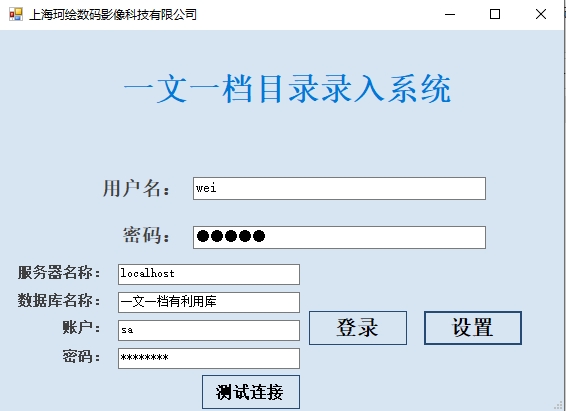 上海珂绘数码影像科技有限公司
一文一档目录录入系统
用户名： wei
密码： ●●●●●
服务器名称： localhost
数据库名称： 一文一档有利用库
账户： sa
密码： ********
登录 设置
测试连接